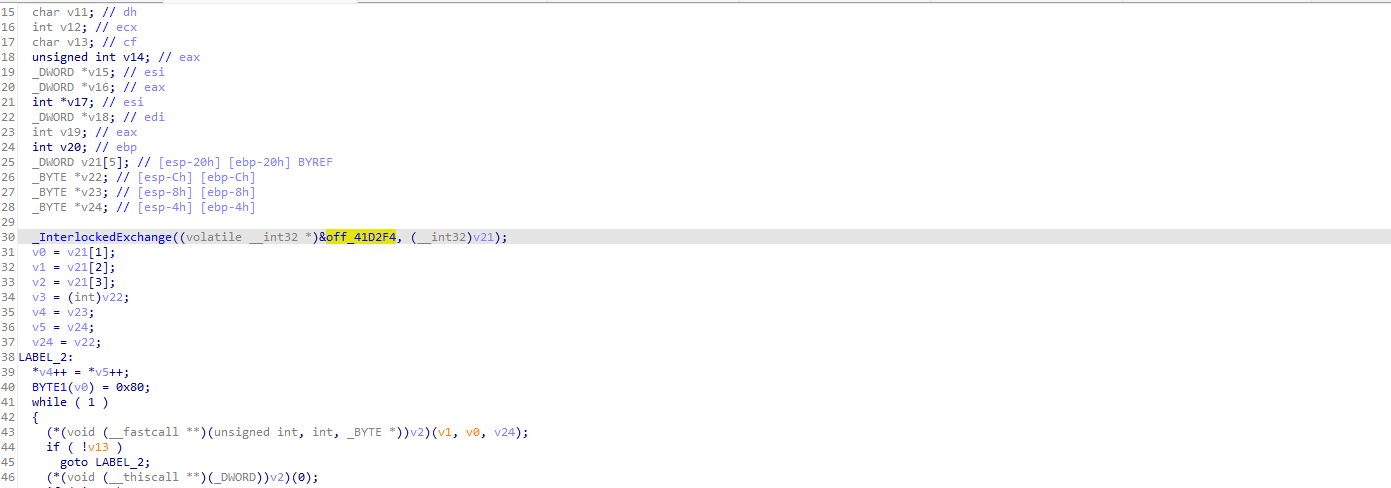 15 char v11; // dh
16 int v12; // ecx
17 char v13; // cf
18 unsigned int v14; // eax
19 _DWORD *v15; // esi
20 _DWORD *v16; // eax
21 int *v17; // esi
22 _DWORD *v18; // edi
23 int v19; // eax
24 int v20; // ebp
25 _DWORD v21[5]; // [esp-20h] [ebp-20h] BYREF
26 _BYTE *v22; // [esp-Ch] [ebp-Ch]
27 _BYTE *v23; // [esp-8h] [ebp-8h]
28 _BYTE *v24; // [esp-4h] [ebp-4h]
29
30 _InterlockedExchange((volatile __int32 *)&off_41D2F4, (__int32)v21);
31 v0 = v21[1];
32 v1 = v21[2];
33 v2 = v21[3];
34 v3 = (int)v22;
35 v4 = v23;
36 v5 = v24;
37 v24 = v22;
38 LABEL_2:
39 *v4++ = *v5++;
40 BYTE1(v0) = 0x80;
41 while ( 1 )
42 {
43 (*(void (__fastcall **)(unsigned int, int, _BYTE *))v2)(v1, v0, v24);
44 if ( !v13 )
45 goto LABEL_2;
46 (*(void (__thiscall **)(_DWORD))v2)(0);